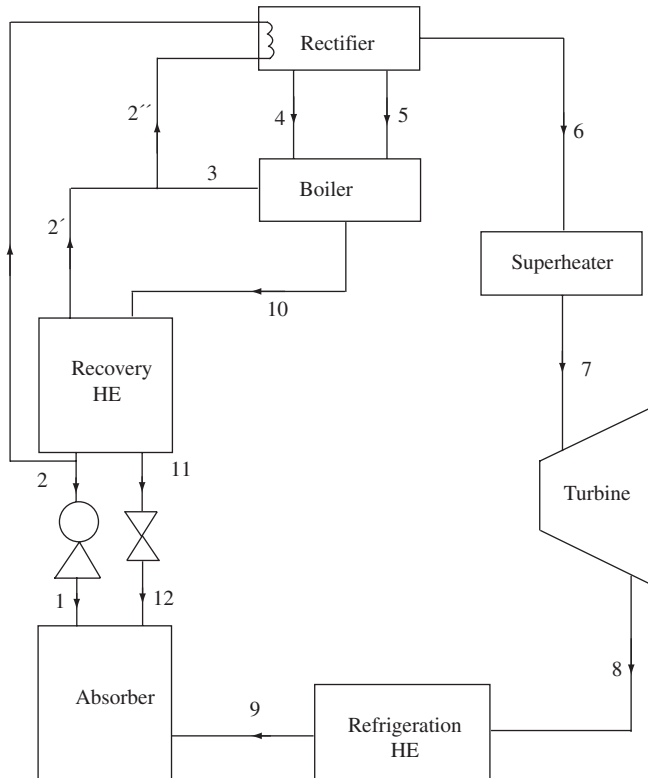 Rectifier
2´´
4
5
6
3
Boiler
2´
Superheater
10
Recovery
HE
7
2
11
Turbine
1
12
8
Absorber
9
Refrigeration
HE